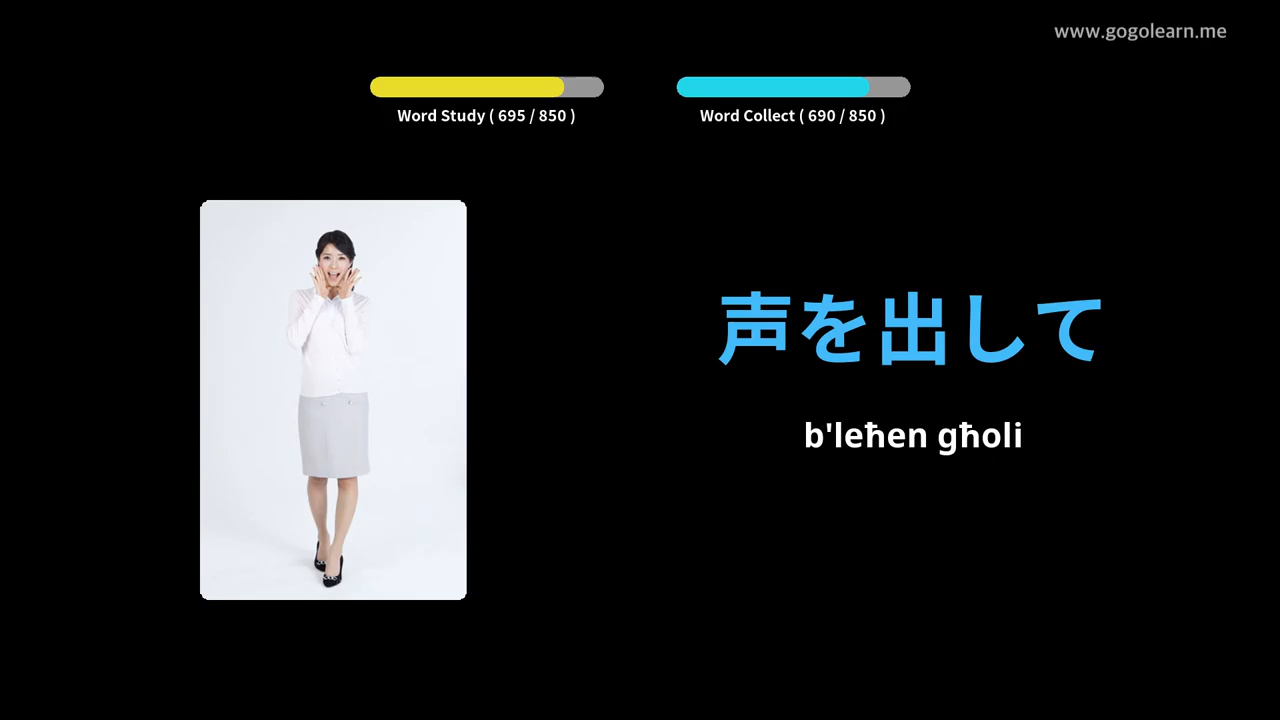 www.gogolearn.me
Word Study ( 695 / 850 )
Word Collect ( 690 / 850 )
声を出して
b'leħen għoli